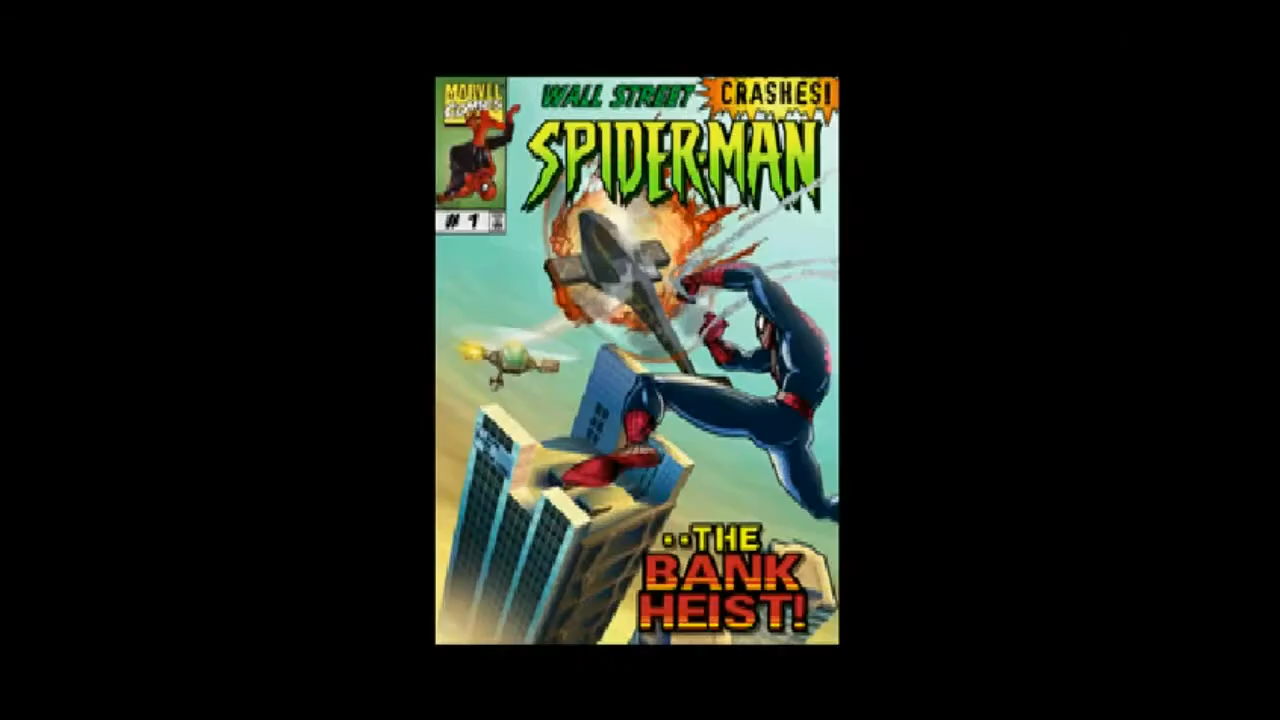 MARVEL
COMICS
WALL STREET CRASHES!
SPIDER-MAN
# 1
..THE
BANK
HEIST!